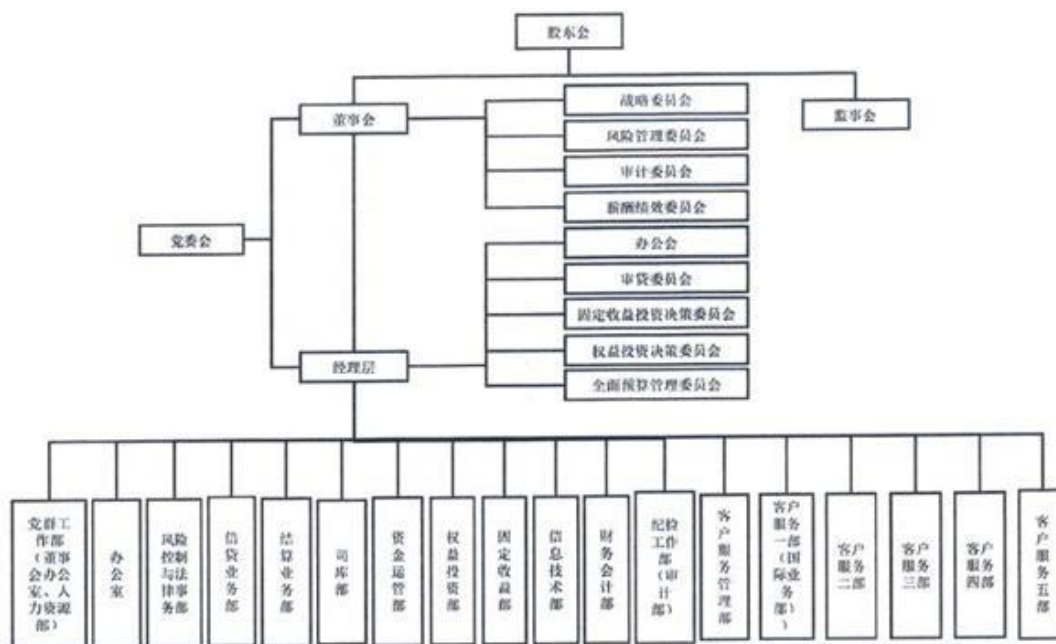 股东会
董事会
监事会
战略委员会
风险管理委员会
审计委员会
薪酬绩效委员会
党委会
办公会
审贷委员会
固定收益投资决策委员会
权益投资决策委员会
全面预算管理委员会
经理层
党群工
作部
（董事
会办公
室、人
力资源
部）
办公室
风险
控制
与法
律事
务部
信贷业务部
结算业务部
司库部
资金运管部
权益投资部
固定收益部
信息技术部
财务会计部
纪检
工作
部（审
计
部）
客户服务管理部
客户
服务
一部
（国
际业
务
部）
客户
服务
二部
客户
服务
三部
客户
服务
四部
客户
服务
五部